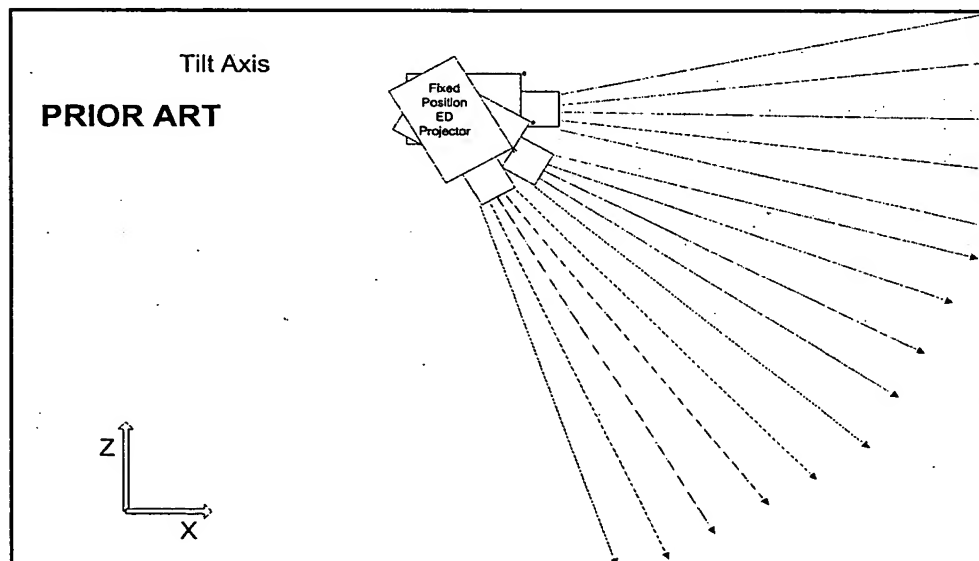 Tilt Axis
PRIOR ART
Fixed
Position
ED
Projector
Z
X